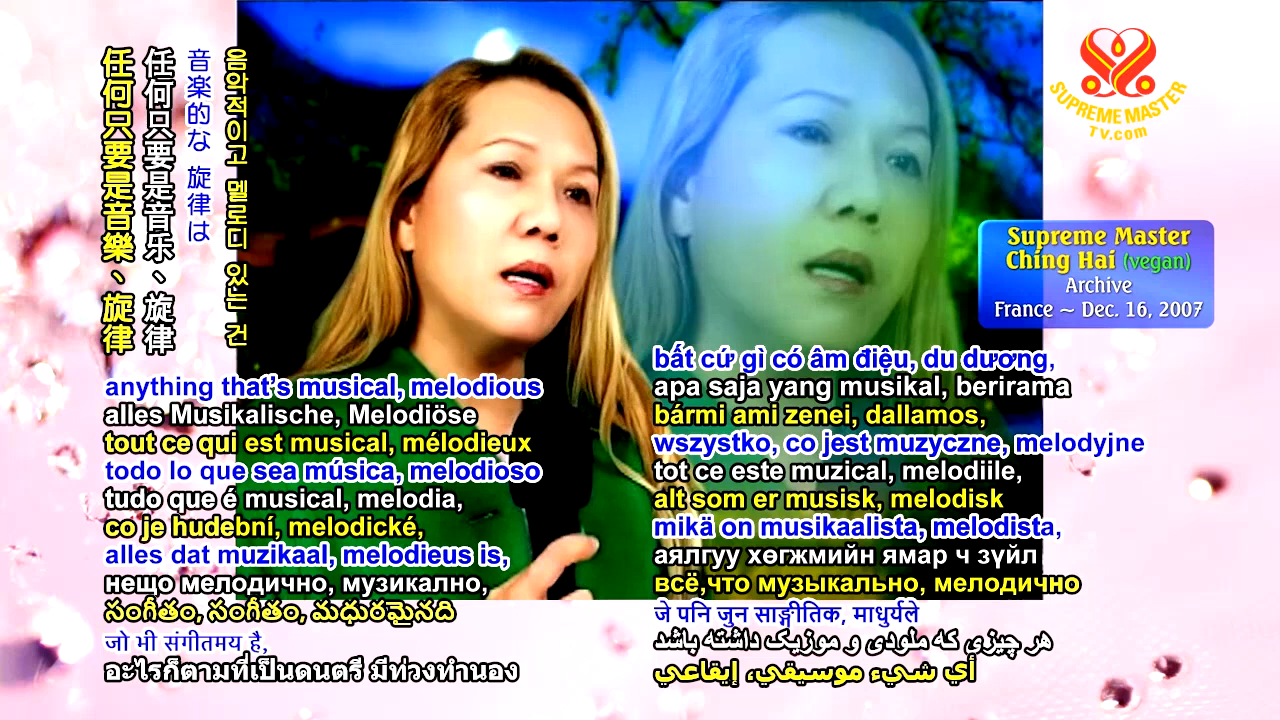 任何只要是音樂、旋律
任何只要是音乐、旋律
音楽的な 旋律は
음악적이고 멜로디 있는 건
SUPREME MASTER
TV.com
Supreme Master
Ching Hai (vegan)
Archive
France ~ Dec. 16, 2007
anything that's musical, melodious
alles Musikalische, Melodiöse
tout ce qui est musical, mélodieux
todo lo que sea música, melodioso
tudo que é musical, melodia,
co je hudební, melodické,
alles dat muzikaal, melodieus is,
нещо мелодично, музикално,
సంగీతం, సంగీతం, మధురమైనది
जो भी संगीतमय है,
อะไรก็ตามที่เป็นดนตรี มีท่วงทำนอง
bất cứ gì có âm điệu, du dương,
apa saja yang musikal, berirama
bármi ami zenei, dallamos,
wszystko, co jest muzyczne, melodyjne
tot ce este muzical, melodiile,
alt som er musisk, melodisk
mikä on musikaalista, melodista,
аялгуу хөгжмийн ямар ч зүйл
всё,что музыкально, мелодично
जे पनि जुन साङ्गीतिक, माधुर्यले
هر چیزی که ملودی و موزیک داشته باشد
أي شيء موسيقي، إيقاعي